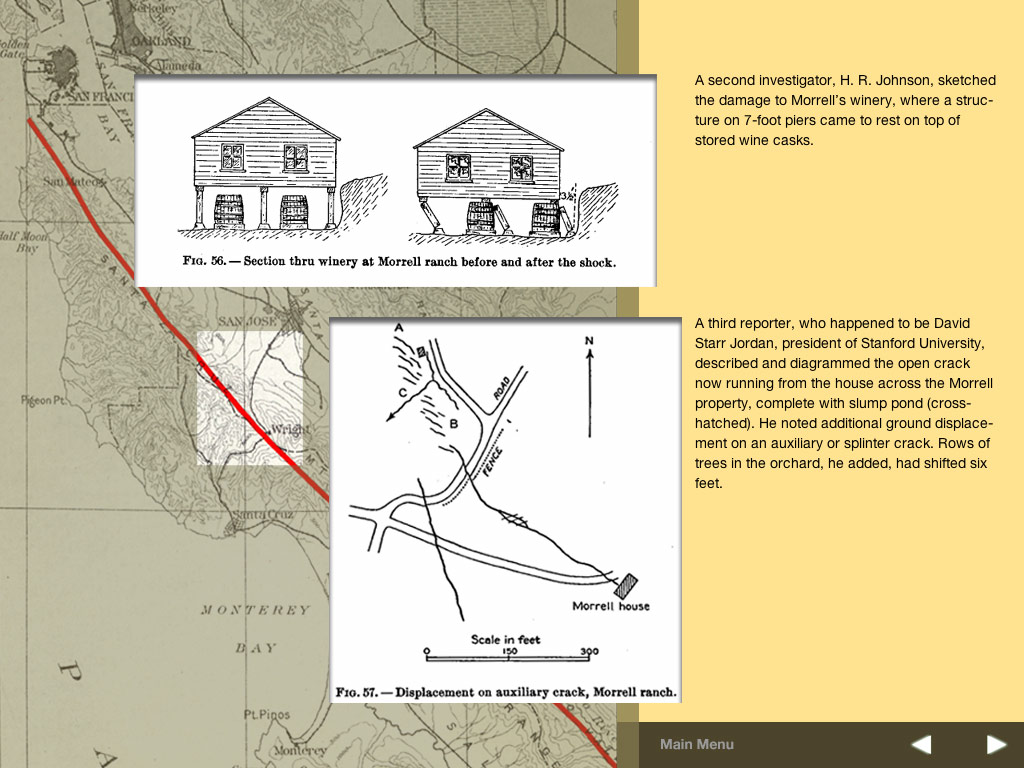 Berkeley
Golden
Gate
OAKLAND
Alameda
SAN FRANCI
BAY
San Mateo
Half Moon
Bay
SAN JOSE
Pigeon Pt.
Wright
Santa Cruz
MONTEREY
BAY
P
A
Pt.Pinos
Monterey
3½'
FIG. 56. — Section thru winery at Morrell ranch before and after the shock.
A second investigator, H. R. Johnson, sketched
the damage to Morrell's winery, where a struc-
ture on 7-foot piers came to rest on top of
stored wine casks.
A
C
B
ROAD
FENCE
N
Morrell house
Scale in feet
0 150 300
FIG. 57. — Displacement on auxiliary crack, Morrell ranch.
A third reporter, who happened to be David
Starr Jordan, president of Stanford University,
described and diagrammed the open crack
now running from the house across the Morrell
property, complete with slump pond (cross-
hatched). He noted additional ground displace-
ment on an auxiliary or splinter crack. Rows of
trees in the orchard, he added, had shifted six
feet.
Main Menu